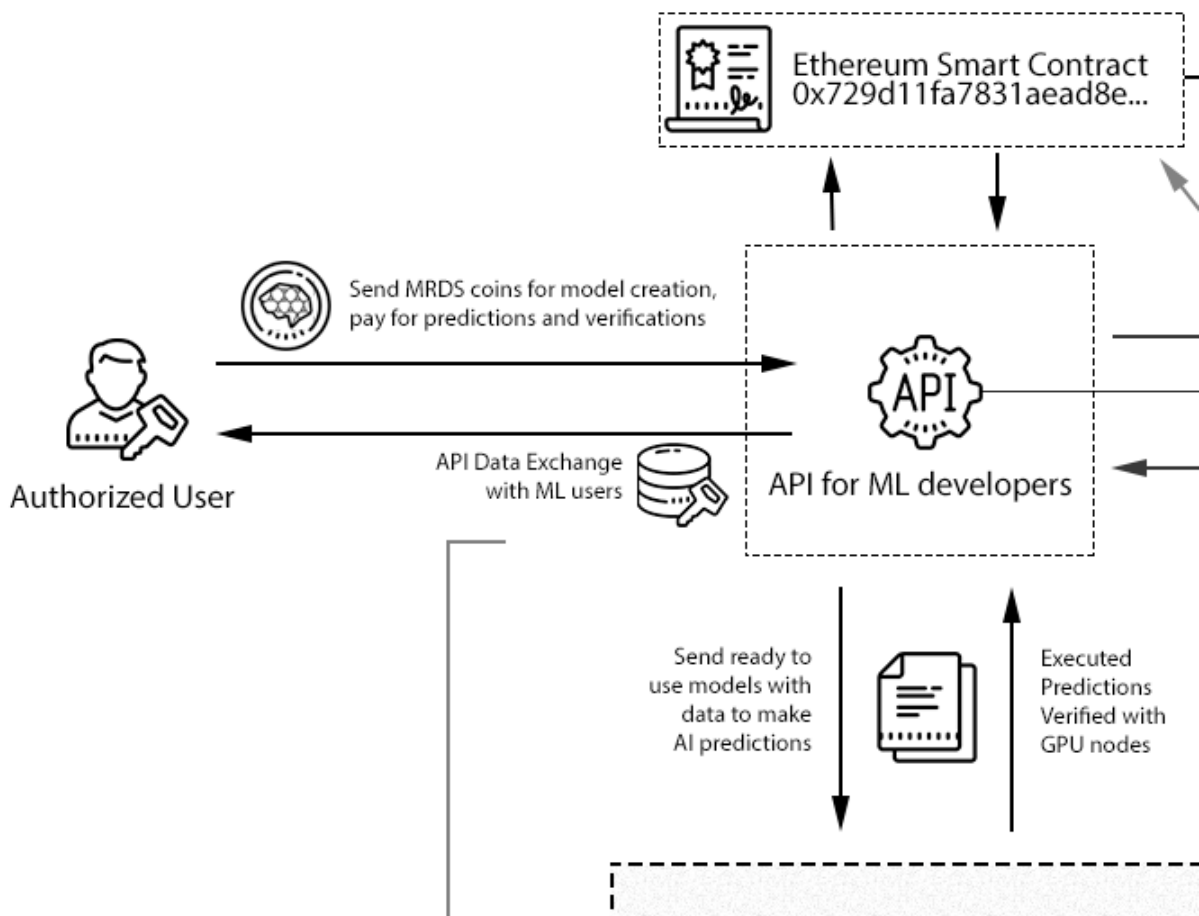 Ethereum Smart Contract
0x729d11fa7831aead8e...
Send MRDS coins for model creation,
pay for predictions and verifications
API
Authorized User
API Data Exchange
with ML users
API for ML developers
Send ready to
use models with
data to make
AI predictions
Executed
Predictions
Verified with
GPU nodes